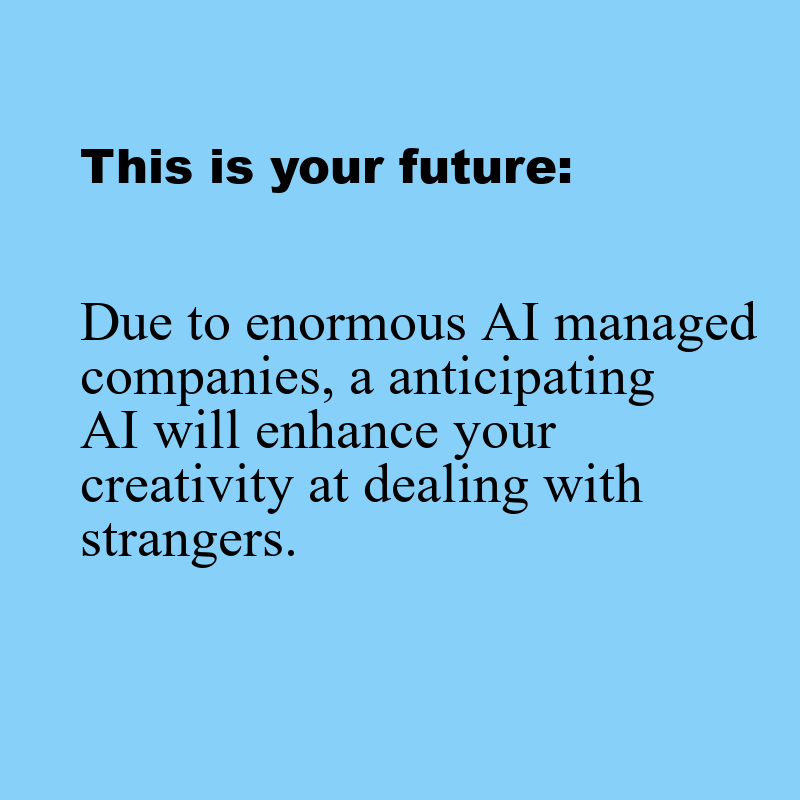 This is your future:
Due to enormous AI managed
companies, a anticipating
AI will enhance your
creativity at dealing with
strangers.